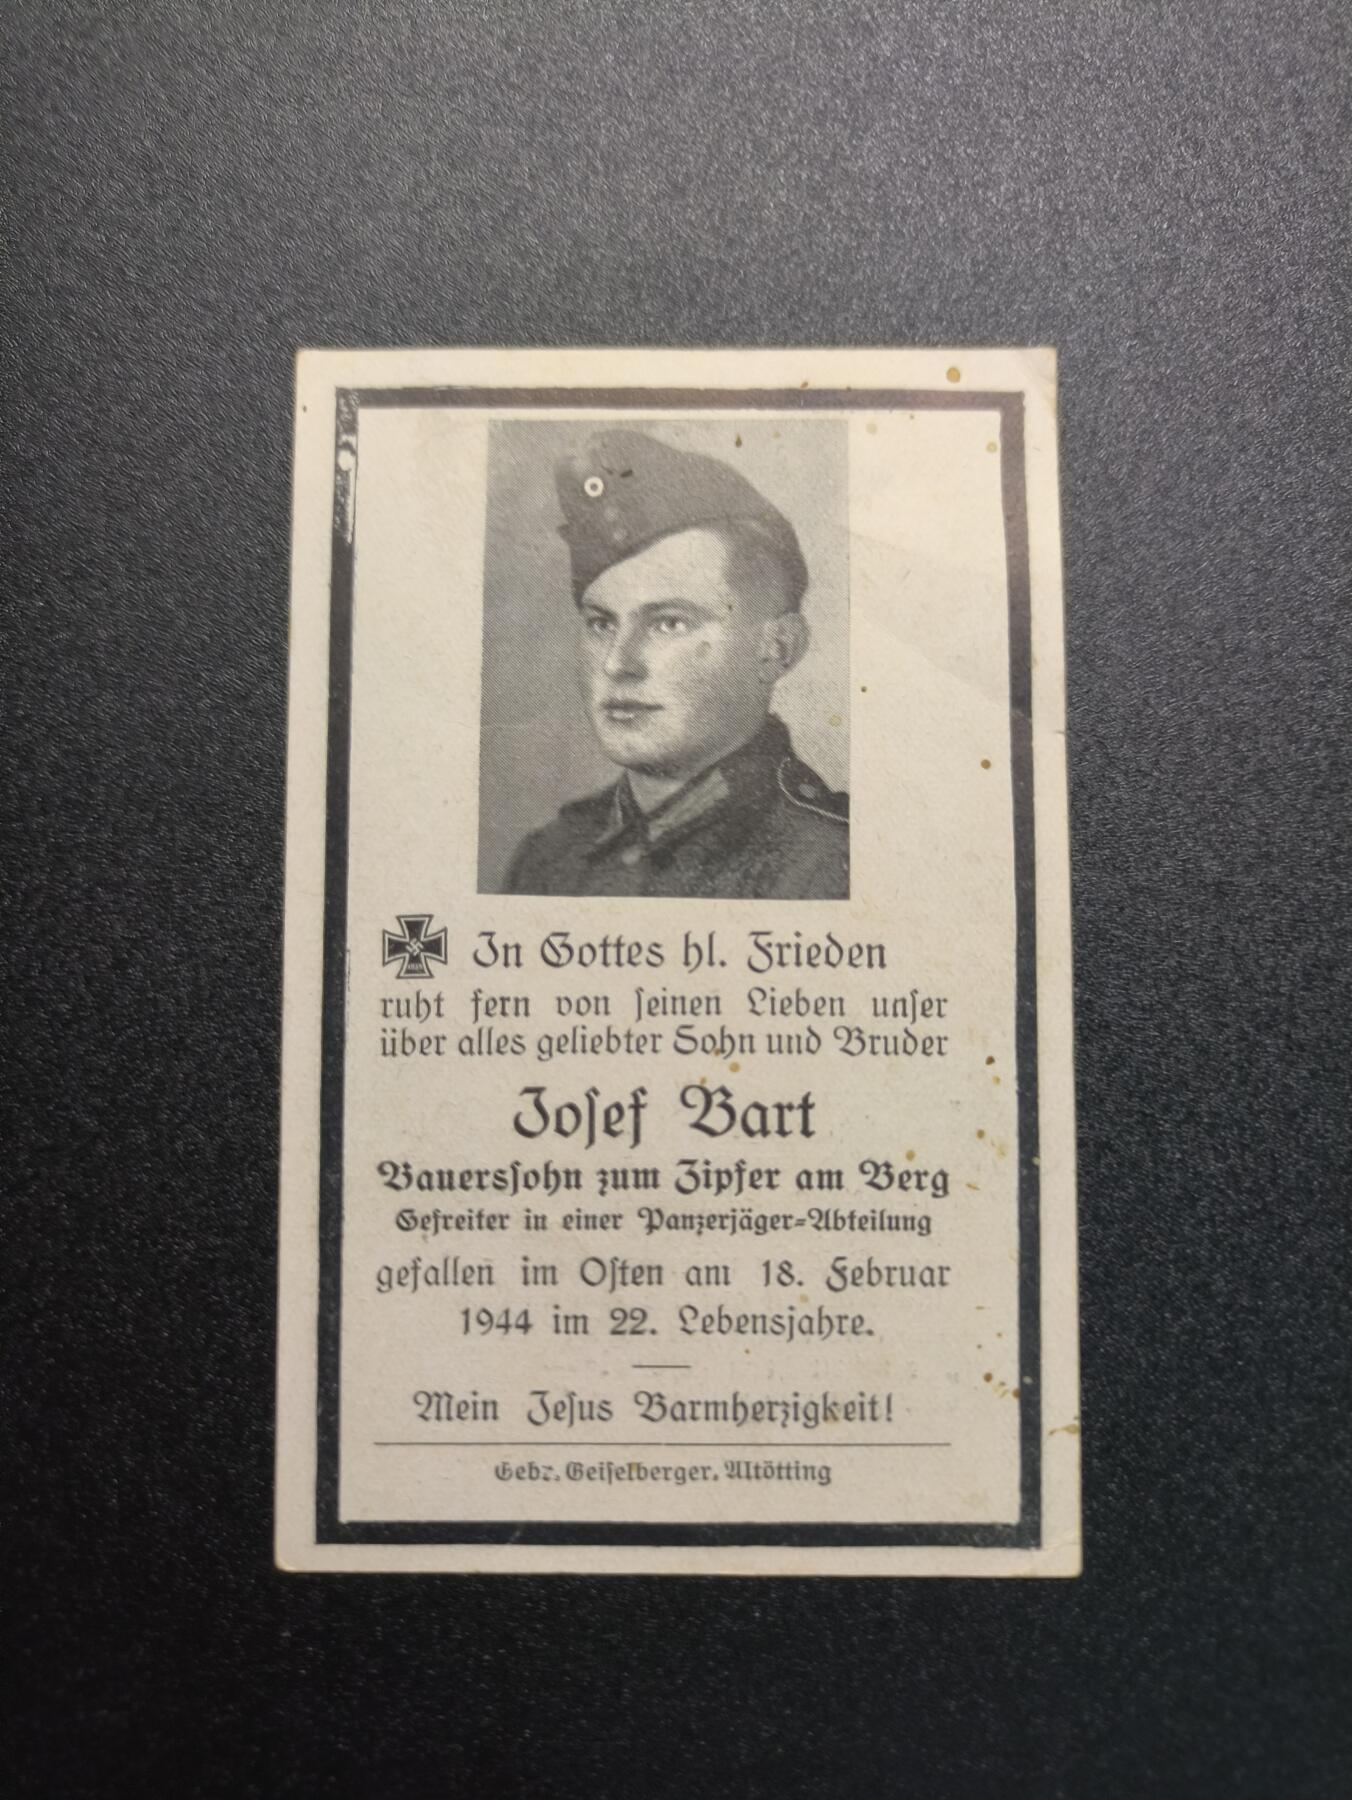 In Gottes hl. Frieden
ruht fern von seinen Lieben unser
über alles geliebter Sohn und Bruder
Josef Bart
Bauerssohn zum Zipfer am Berg
Gefreiter in einer Panzerjäger-Abteilung
gefallen im Osten am 18. Februar
1944 im 22. Lebensjahre.
Mein Jesus Barmherzigkeit!
Gebr. Geiselberger, Altötting